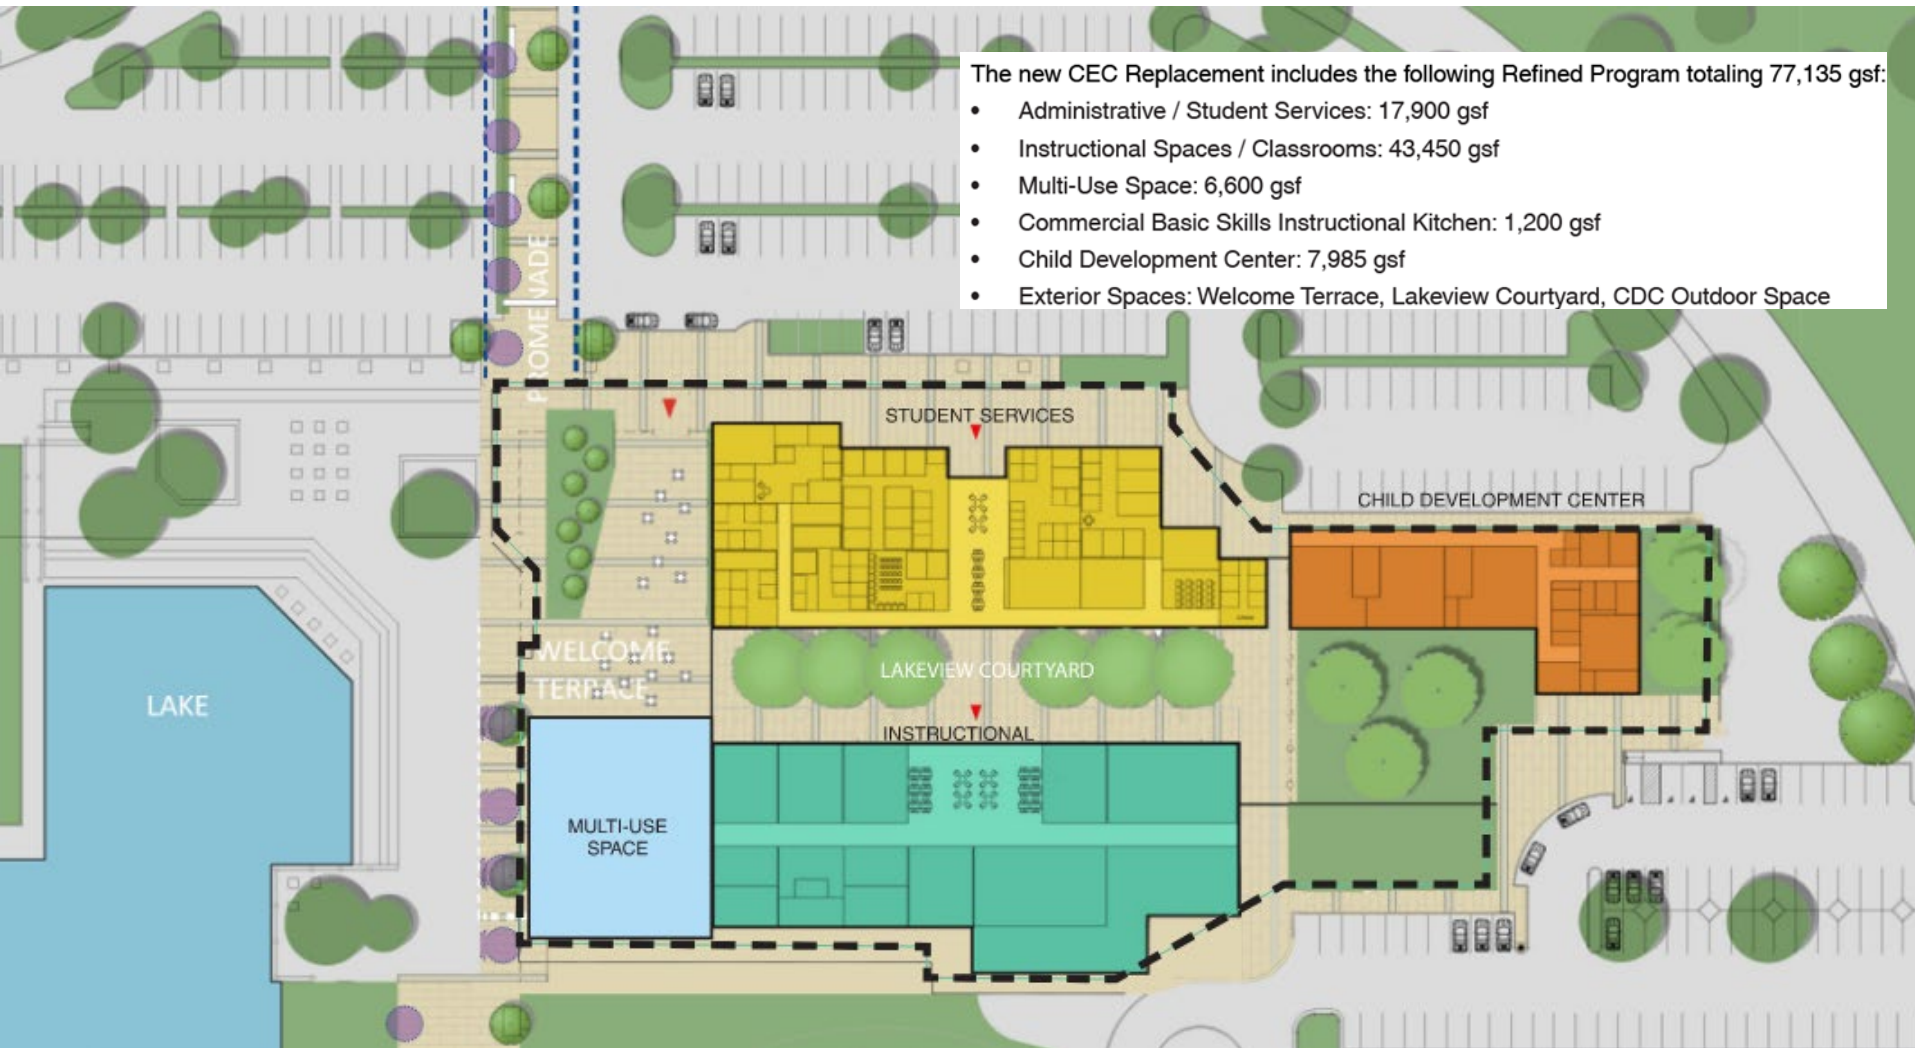 The new CEC Replacement includes the following Refined Program totaling 77,135 gsf:
• Administrative / Student Services: 17,900 gsf
• Instructional Spaces / Classrooms: 43,450 gsf
• Multi-Use Space: 6,600 gsf
• Commercial Basic Skills Instructional Kitchen: 1,200 gsf
• Child Development Center: 7,985 gsf
• Exterior Spaces: Welcome Terrace, Lakeview Courtyard, CDC Outdoor Space
PROMENADE
STUDENT SERVICES
CHILD DEVELOPMENT CENTER
WELCOME
TERRACE
LAKEVIEW COURTYARD
LAKE
INSTRUCTIONAL
MULTI-USE
SPACE